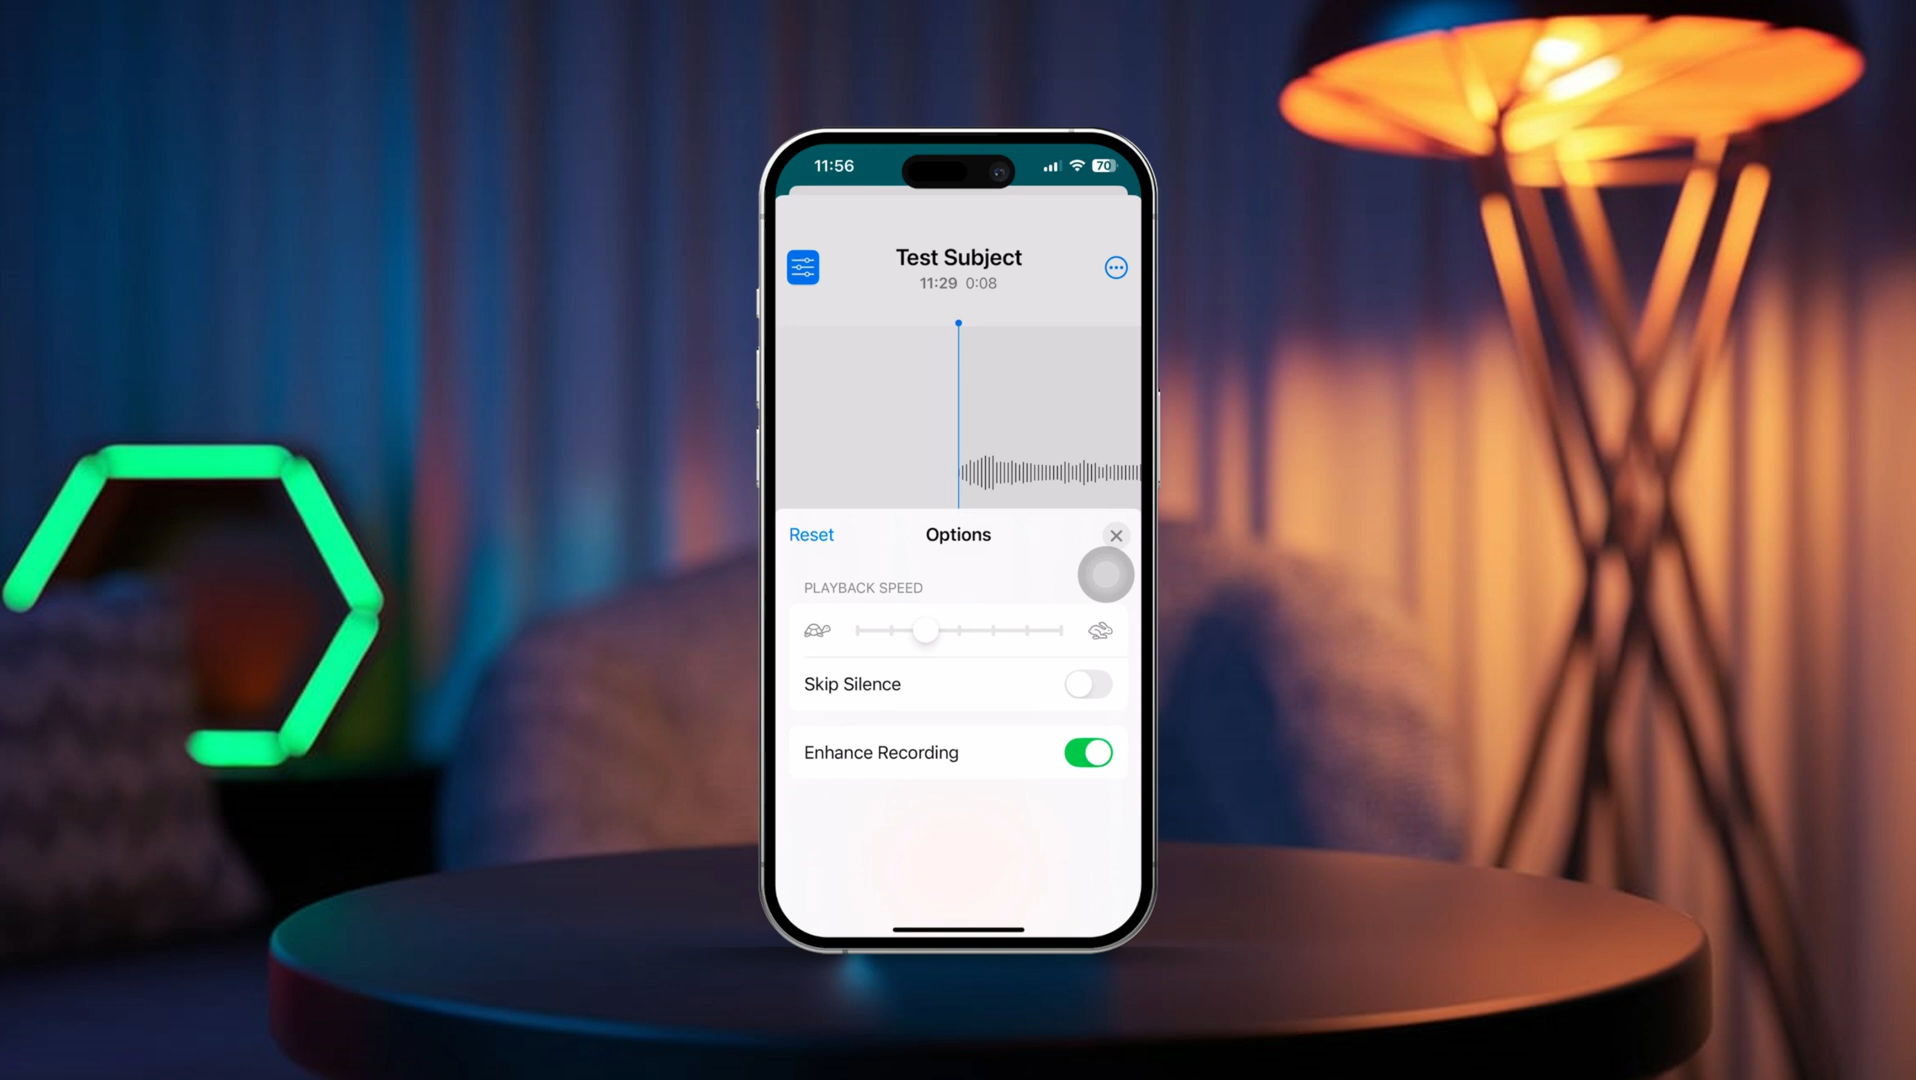 11:56
70
Test Subject
11:29 0:08
Reset Options
PLAYBACK SPEED
Skip Silence
Enhance Recording